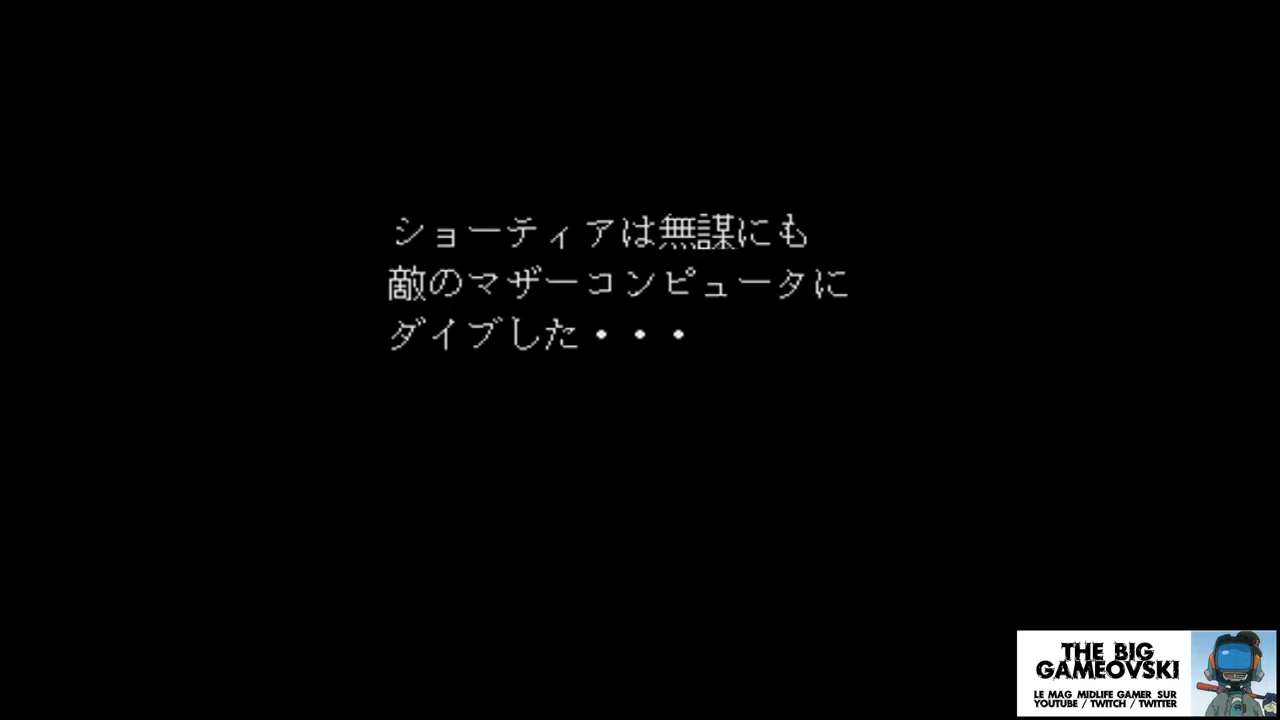 ショーティアは無謀にも
敵のマザーコンピュータに
ダイブした・・・
THE BIG
GAMEOVSKI
LE MAG MIDLIFE GAMER SUR
YOUTUBE / TWITCH / TWITTER